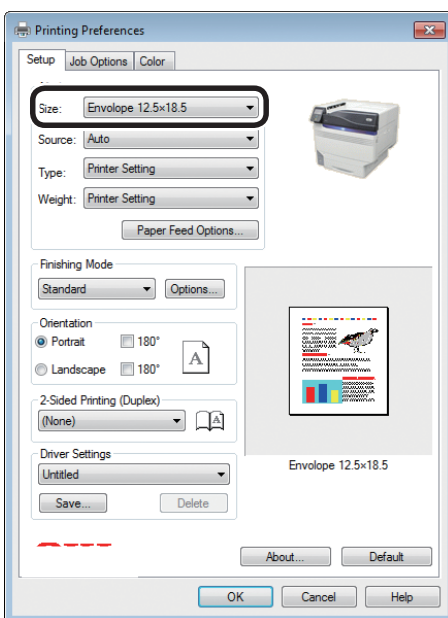 Printing Preferences
Setup Job Options Color
Size: Envolope 12.5×18.5
Source: Auto
Type: Printer Setting
Weight: Printer Setting
Paper Feed Options...
Finishing Mode
Standard Options...
Orientation
Portrait 180°
Landscape 180°
A
2-Sided Printing (Duplex)
(None) A
Driver Settings
Untitled
Save... Delete
Envolope 12.5×18.5
About... Default
OK Cancel Help